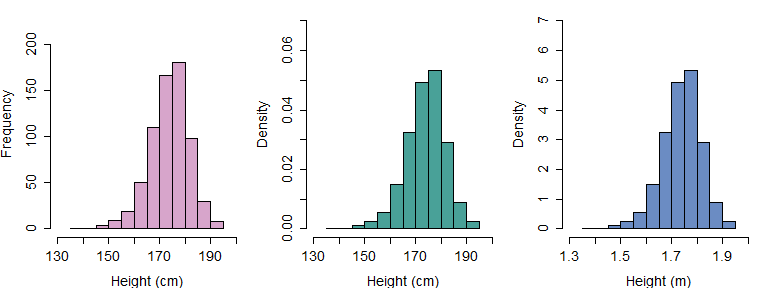 Frequency
200
150
100
50
0
130 150 170 190
Height (cm)
Density
0.06
0.04
0.02
0.00
130 150 170 190
Height (cm)
Density
7
6
5
4
3
2
1
0
1.3 1.5 1.7 1.9
Height (m)